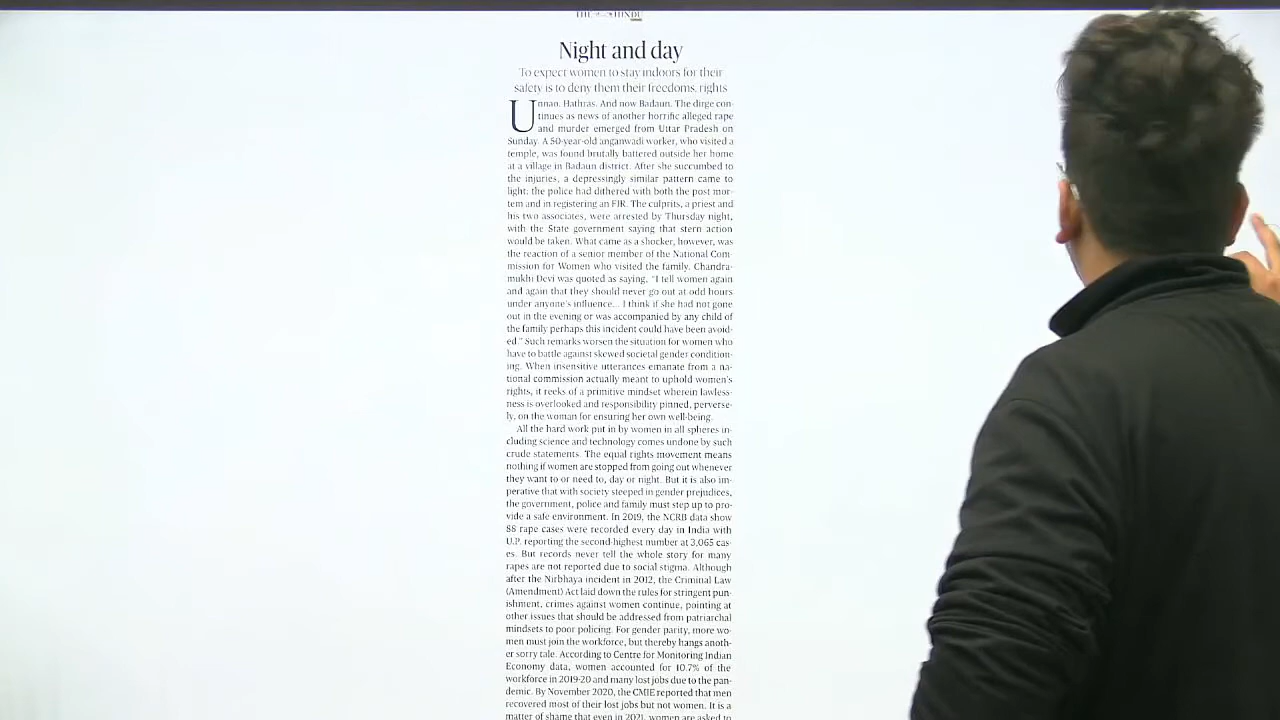 THE HINDU
Night and day
To expect women to stay indoors for their
safety is to deny them their freedoms, rights
Unnao. Hathras. And now Badaun. The dirge con-
tinues as news of another horrific alleged rape
and murder emerged from Uttar Pradesh on
Sunday. A 50-year-old anganwadi worker, who visited a
temple, was found brutally battered outside her home
at a village in Badaun district. After she succumbed to
the injuries, a depressingly similar pattern came to
light: the police had dithered with both the post mor-
tem and in registering an FIR. The culprits, a priest and
his two associates, were arrested by Thursday night,
with the State government saying that stern action
would be taken. What came as a shocker, however, was
the reaction of a senior member of the National Com-
mission for Women who visited the family. Chandra-
mukhi Devi was quoted as saying, "I tell women again
and again that they should never go out at odd hours
under anyone's influence... I think if she had not gone
out in the evening or was accompanied by any child of
the family perhaps this incident could have been avoid-
ed." Such remarks worsen the situation for women who
have to battle against skewed societal gender condition-
ing. When insensitive utterances emanate from a na-
tional commission actually meant to uphold women's
rights, it reeks of a primitive mindset wherein lawless-
ness is overlooked and responsibility pinned, perverse-
ly, on the woman for ensuring her own well-being.
All the hard work put in by women in all spheres in-
cluding science and technology comes undone by such
crude statements. The equal rights movement means
nothing if women are stopped from going out whenever
they want to or need to, day or night. But it is also im-
perative that with society steeped in gender prejudices,
the government, police and family must step up to pro-
vide a safe environment. In 2019, the NCRB data show
88 rape cases were recorded every day in India with
U.P. reporting the second-highest number at 3,065 cas-
es. But records never tell the whole story for many
rapes are not reported due to social stigma. Although
after the Nirbhaya incident in 2012, the Criminal Law
(Amendment) Act laid down the rules for stringent pun-
ishment, crimes against women continue, pointing at
other issues that should be addressed from patriarchal
mindsets to poor policing. For gender parity, more wo-
men must join the workforce, but thereby hangs anoth-
er sorry tale. According to Centre for Monitoring Indian
Economy data, women accounted for 10.7% of the
workforce in 2019-20 and many lost jobs due to the pan-
demic. By November 2020, the CMIE reported that men
recovered most of their lost jobs but not women. It is a
matter of shame that even in 2021, women are asked to